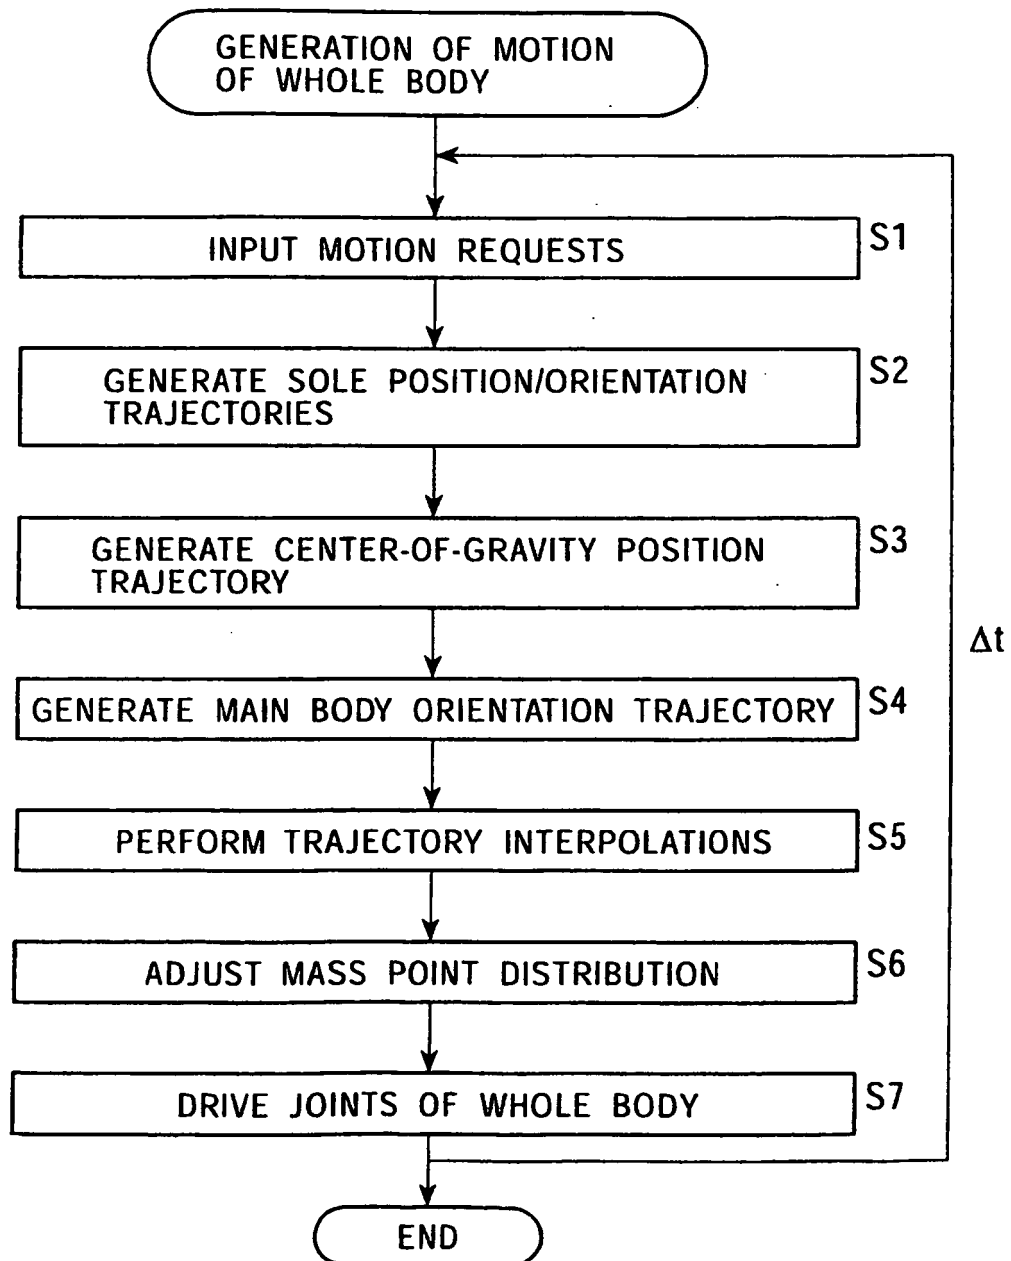 GENERATION OF MOTION
OF WHOLE BODY
INPUT MOTION REQUESTS
S1
GENERATE SOLE POSITION/ORIENTATION
TRAJECTORIES
S2
GENERATE CENTER-OF-GRAVITY POSITION
TRAJECTORY
S3
Δt
GENERATE MAIN BODY ORIENTATION TRAJECTORY
S4
PERFORM TRAJECTORY INTERPOLATIONS
S5
ADJUST MASS POINT DISTRIBUTION
S6
DRIVE JOINTS OF WHOLE BODY
S7
END